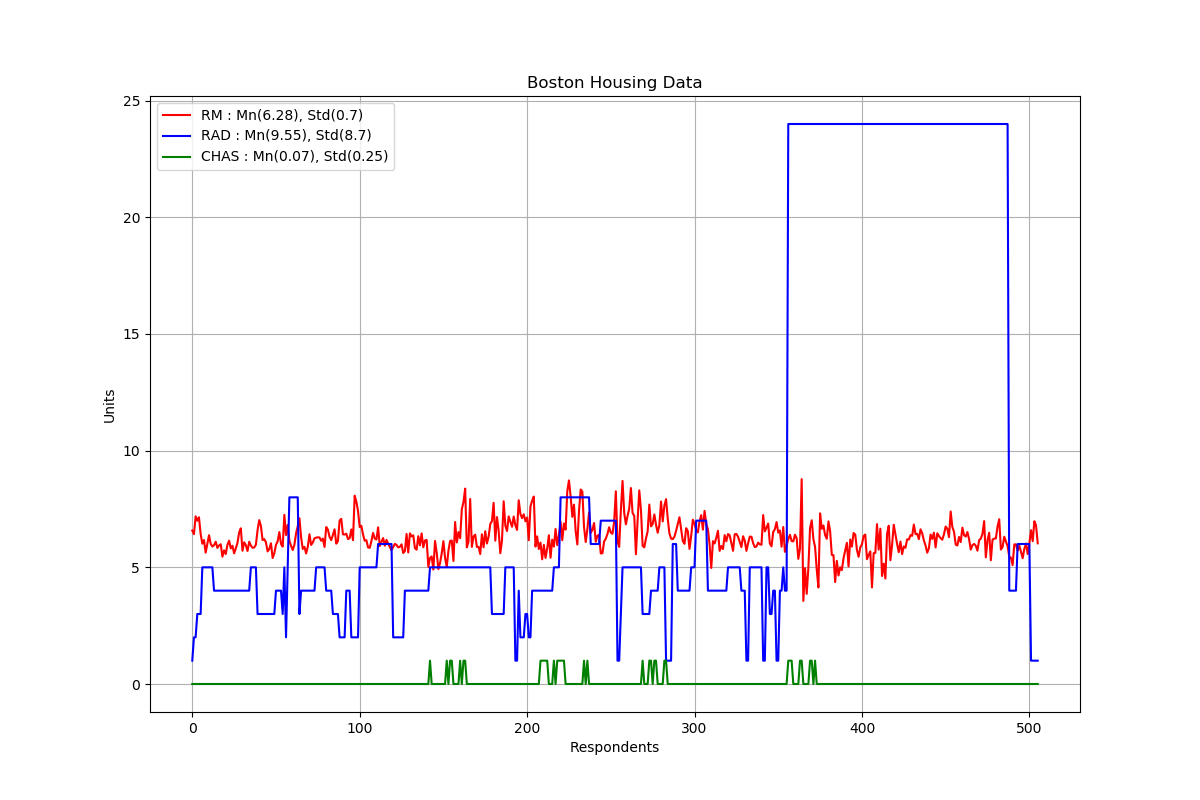 Boston Housing Data
25
RM : Mn(6.28), Std(0.7)
RAD : Mn(9.55), Std(8.7)
CHAS : Mn(0.07), Std(0.25)
20
15
10
5
0
Units
0 100 200 300 400 500
Respondents